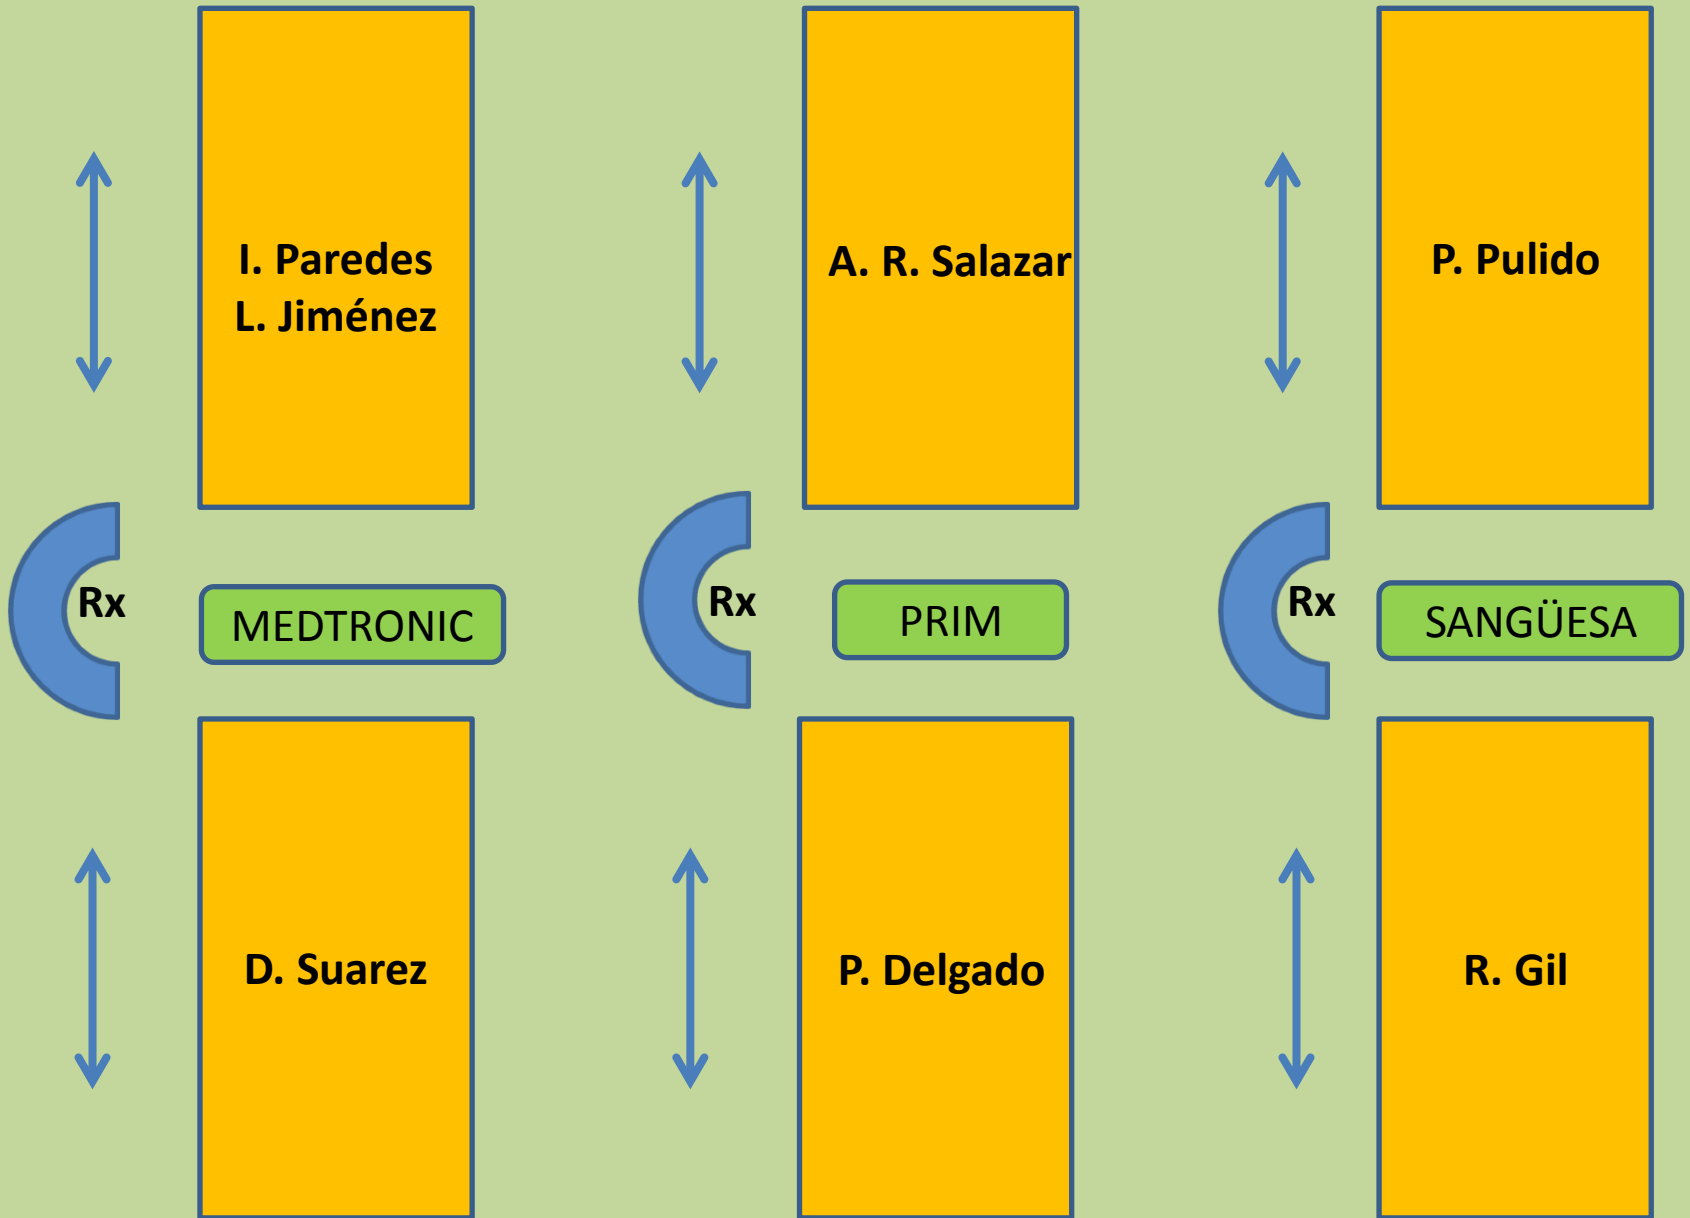 I. Paredes
L. Jiménez
A. R. Salazar
P. Pulido
Rx
MEDTRONIC
Rx
PRIM
Rx
SANGÜESA
D. Suarez
P. Delgado
R. Gil